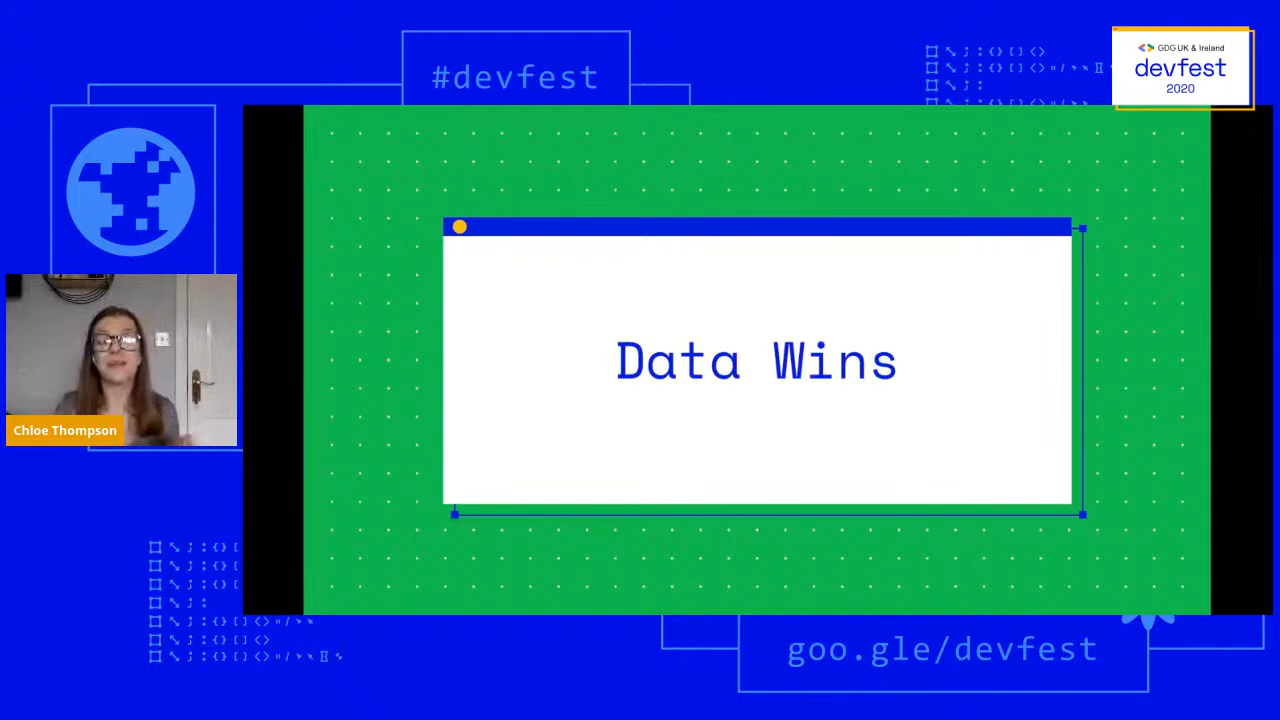 #devfest
GDG UK & Ireland
devfest
2020
Data Wins
Chloe Thompson
goo.gle/devfest